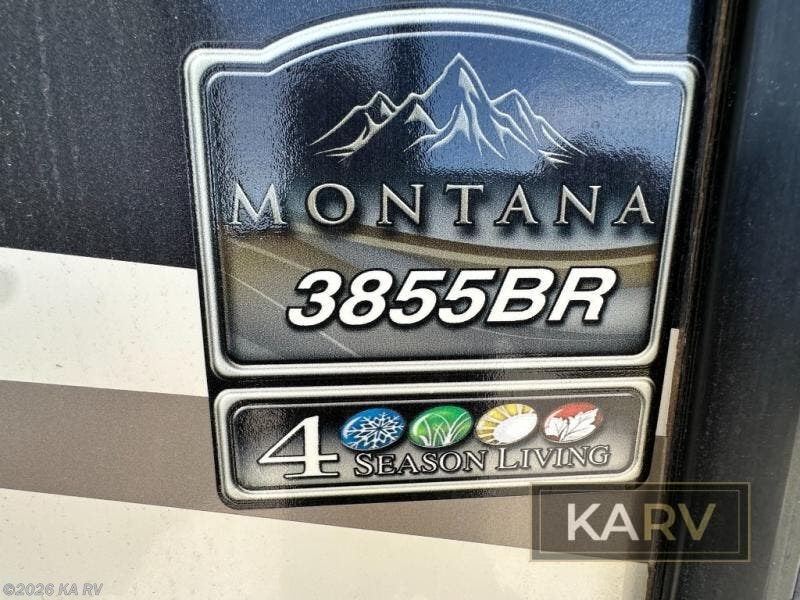 MONTANA
3855BR
4 SEASON LIVING
KARV
©2026 KA RV